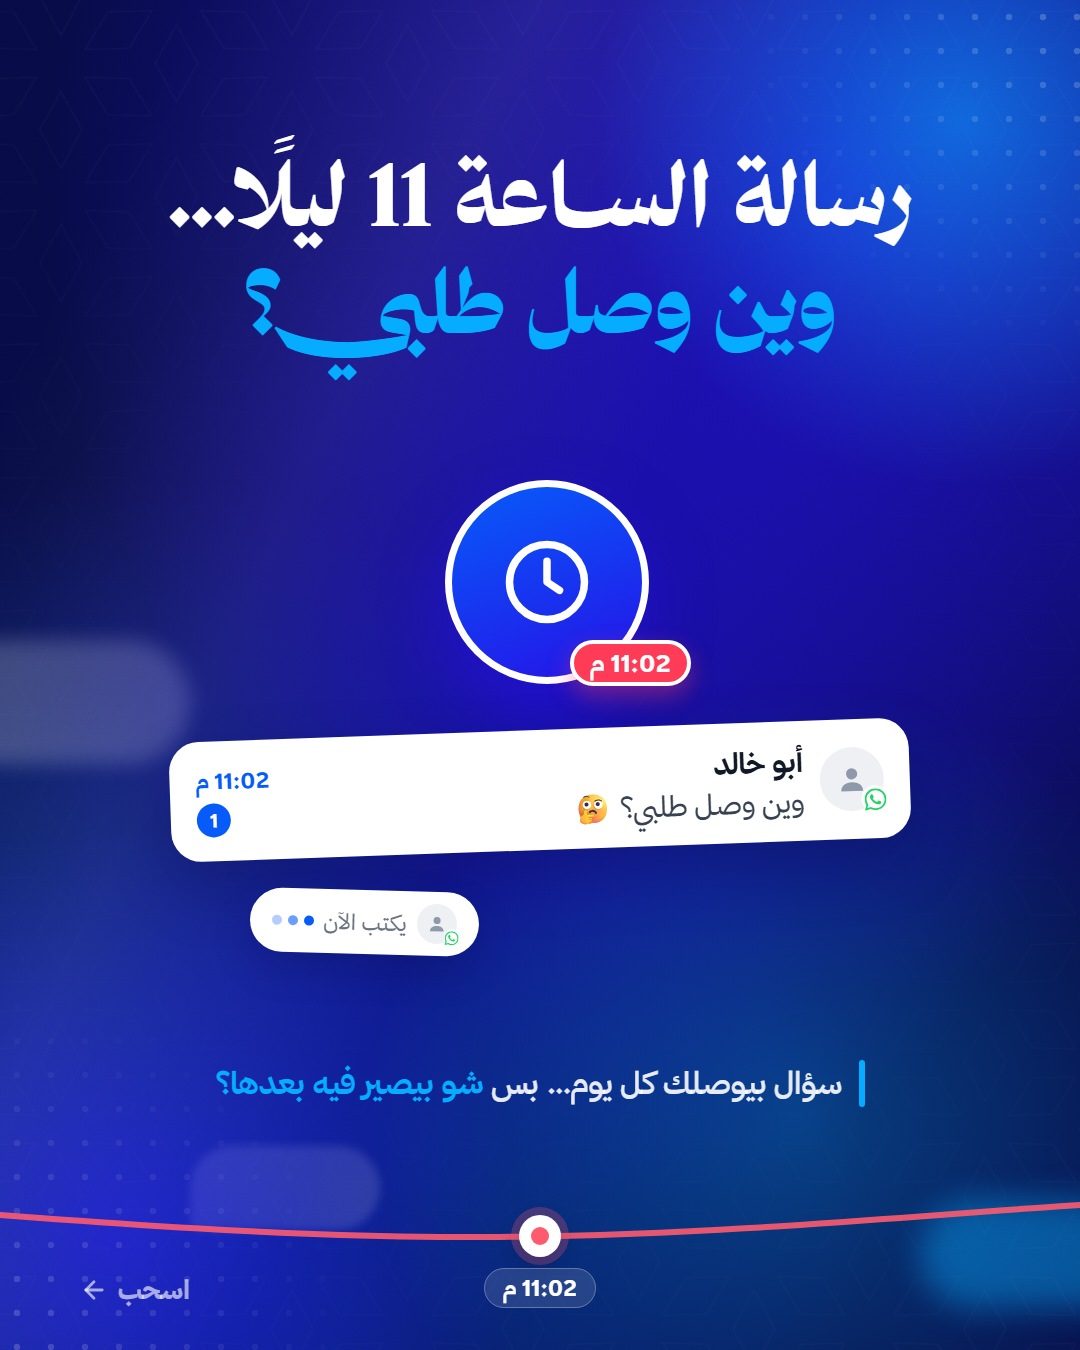 رسالة الساعة 11 ليلًا...
وين وصل طلبي؟
11:02 م
أبو خالد
11:02 م
وين وصل طلبي؟ 🤔
1
يكتب الآن
سؤال بيوصلك كل يوم... بس شو بيصير فيه بعدها؟
11:02 م
اسحب ←